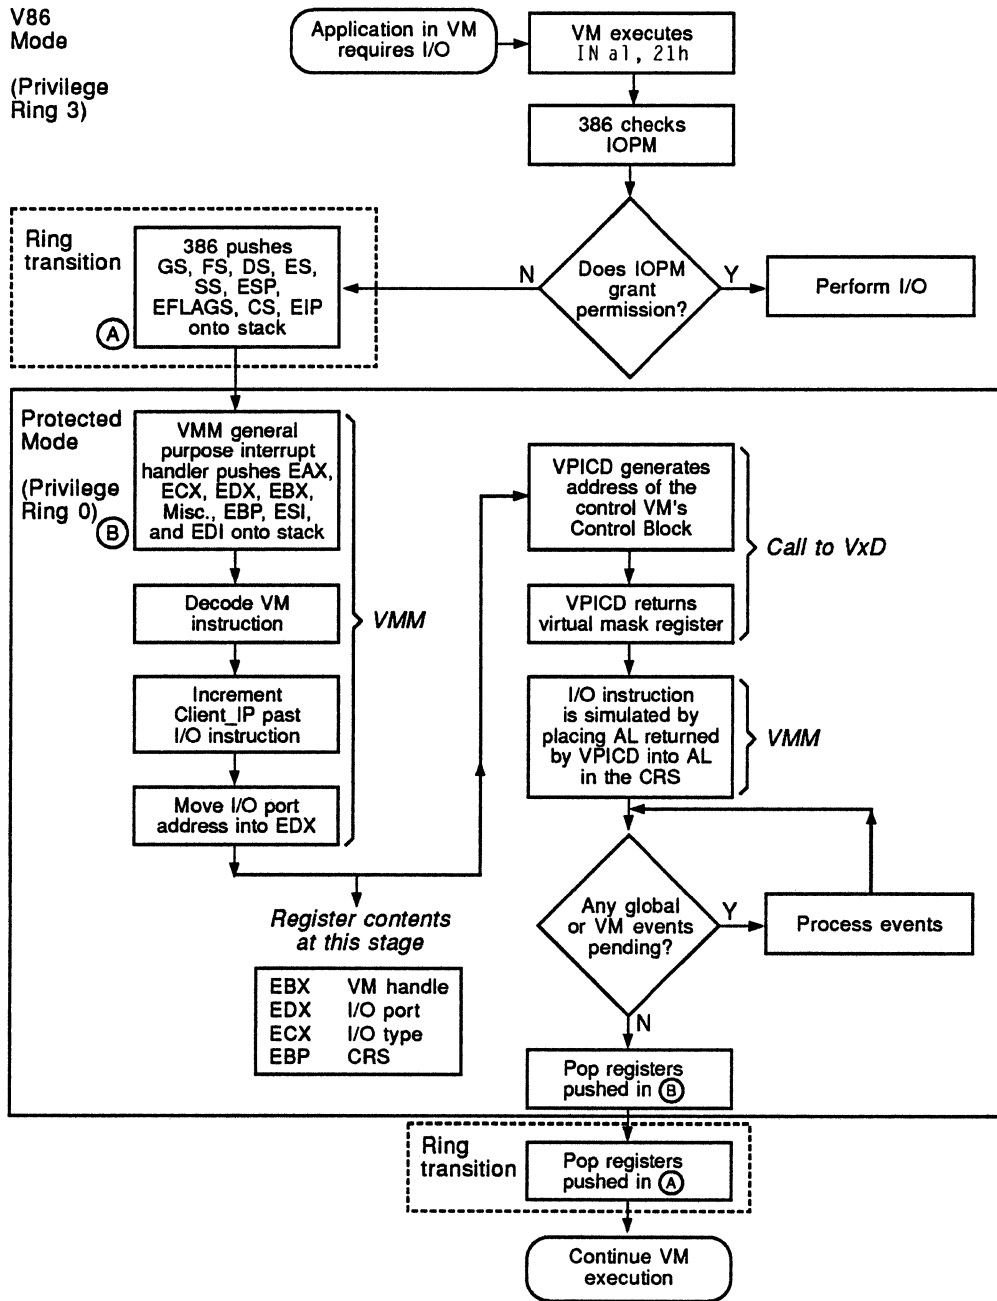 V86
Mode
(Privilege
Ring 3)
Application in VM
requires I/O
VM executes
IN al, 21h
386 checks
IOPM
Does IOPM
grant
permission?
N
Y
Perform I/O
Ring
transition
386 pushes
GS, FS, DS, ES,
SS, ESP,
EFLAGS, CS, EIP
onto stack
A
Protected
Mode
(Privilege
Ring 0)
B
VMM general
purpose interrupt
handler pushes EAX,
ECX, EDX, EBX,
Misc., EBP, ESI,
and EDI onto stack
Decode VM
instruction
Increment
Client_IP past
I/O instruction
Move I/O port
address into EDX
VMM
Register contents
at this stage
EBX VM handle
EDX I/O port
ECX I/O type
EBP CRS
VPICD generates
address of the
control VM's
Control Block
VPICD returns
virtual mask register
Call to VxD
I/O instruction
is simulated by
placing AL returned
by VPICD into AL
in the CRS
VMM
Any global
or VM events
pending?
Y
Process events
N
Pop registers
pushed in B
Ring
transition
Pop registers
pushed in A
Continue VM
execution